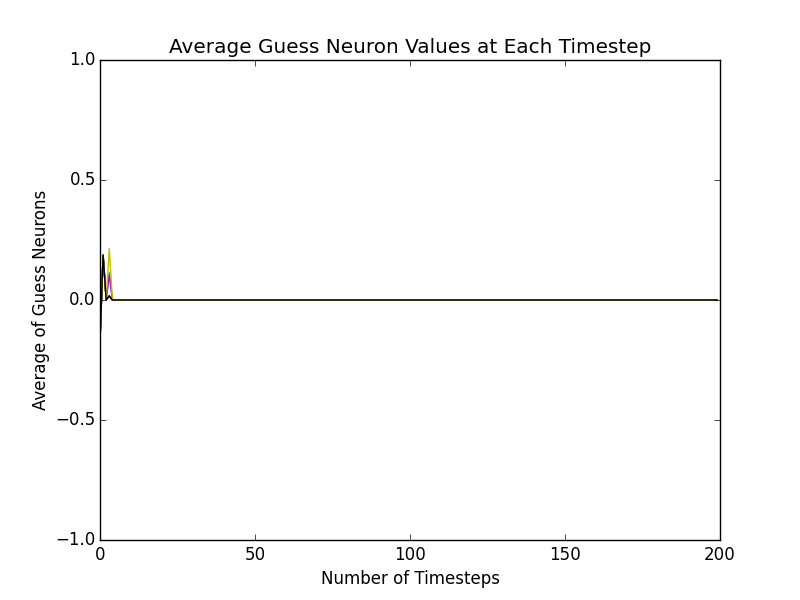 Average Guess Neuron Values at Each Timestep
1.0
0.5
0.0
−0.5
−1.0
Average of Guess Neurons
0 50 100 150 200
Number of Timesteps